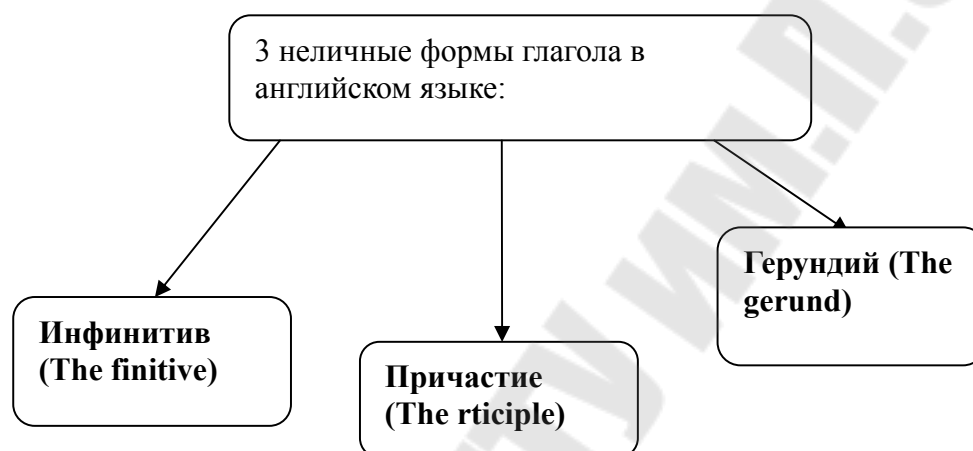 3 неличные формы глагола в
английском языке:
Герундий (The
gerund)
Инфинитив
(The finitive)
Причастие
(The rticiple)